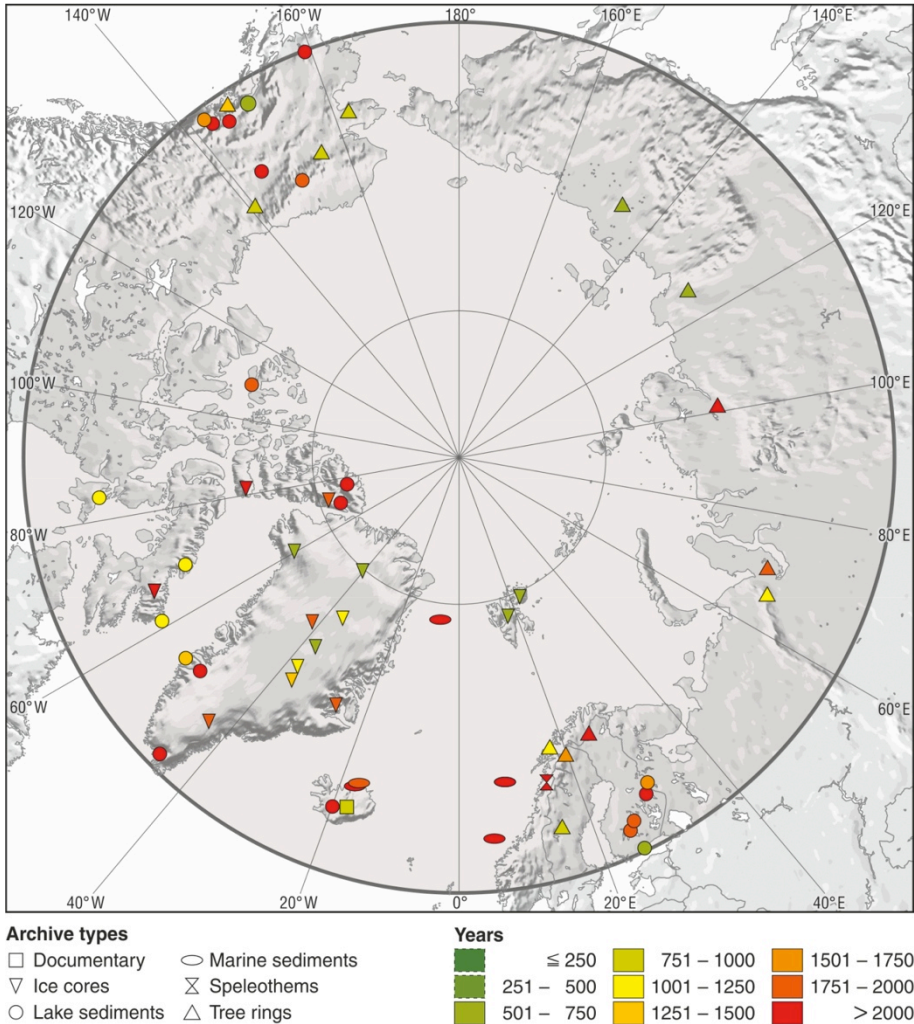 160°W 180° 160°E
140°W 140°E
120°W 120°E
100°W 100°E
80°W 80°E
60°W 60°E
40°W 20°W 0° 20°E 40°E
Archive types
Documentary
Ice cores
Lake sediments
Marine sediments
Speleothems
Tree rings
Years
≦ 250
251 – 500
501 – 750
751 – 1000
1001 – 1250
1251 – 1500
1501 – 1750
1751 – 2000
> 2000